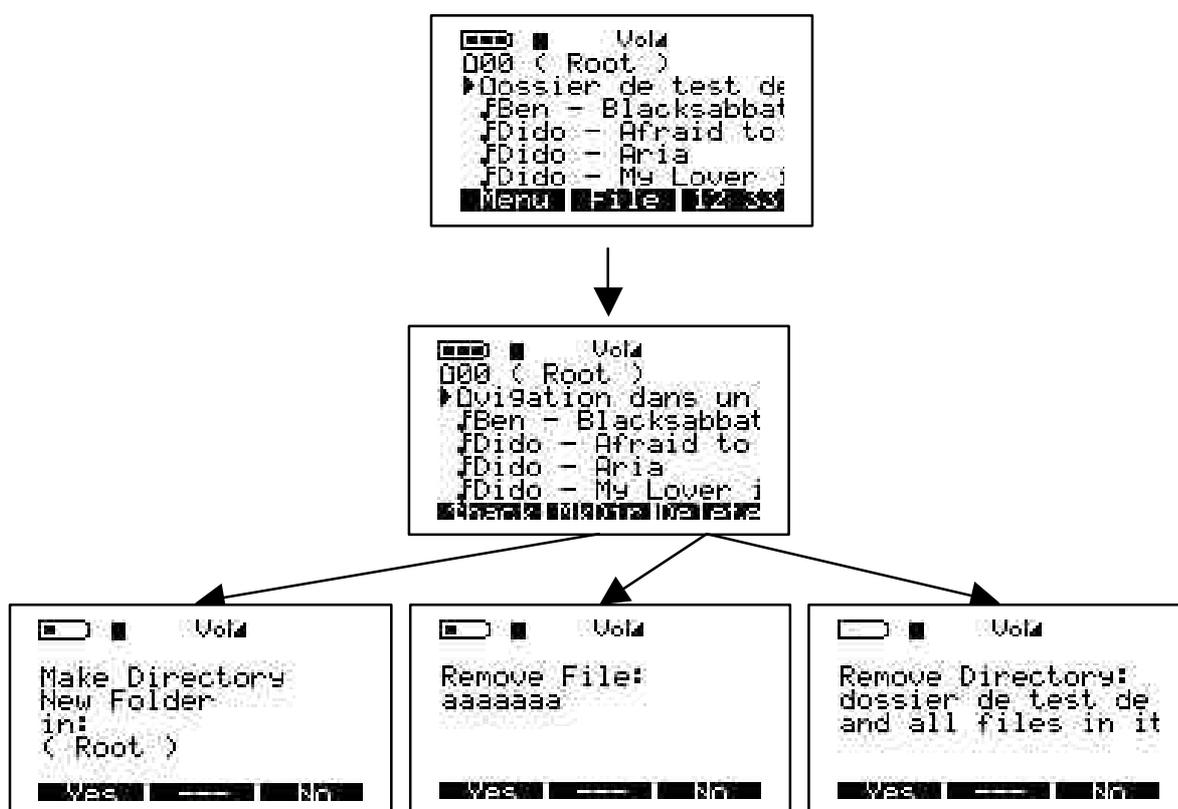 Vol
00 ( Root )
Dossier de test de
Ben - Blacksabbat
Dido - Afraid to
Dido - Aria
Dido - My Lover i
Menu File 12 33
Vol
00 ( Root )
vigation dans un
Ben - Blacksabbat
Dido - Afraid to
Dido - Aria
Dido - My Lover i
Vol
Make Directory
New Folder
in:
( Root )
Yes --- No
Vol
Remove File:
aaaaaaa
Yes --- No
Vol
Remove Directory:
dossier de test de
and all files in it
Yes --- No